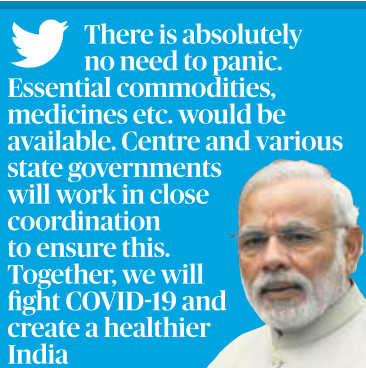 There is absolutely
no need to panic.
Essential commodities,
medicines etc. would be
available. Centre and various
state governments
will work in close
coordination
to ensure this.
Together, we will
fight COVID-19 and
create a healthier
India